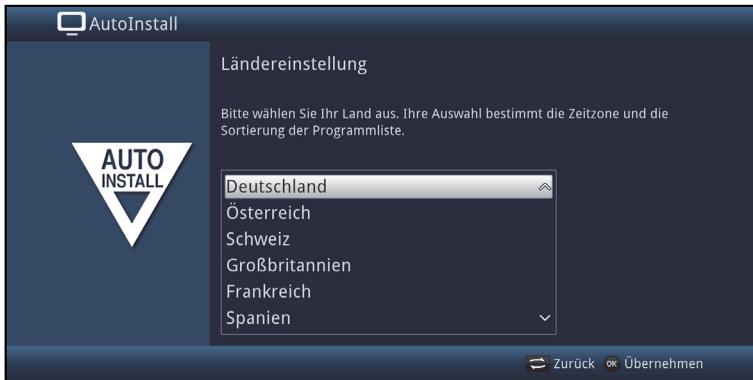 AutoInstall
Ländereinstellung
Bitte wählen Sie Ihr Land aus. Ihre Auswahl bestimmt die Zeitzone und die
Sortierung der Programmliste.
AUTO
INSTALL
Deutschland
Österreich
Schweiz
Großbritannien
Frankreich
Spanien
Zurück OK Übernehmen